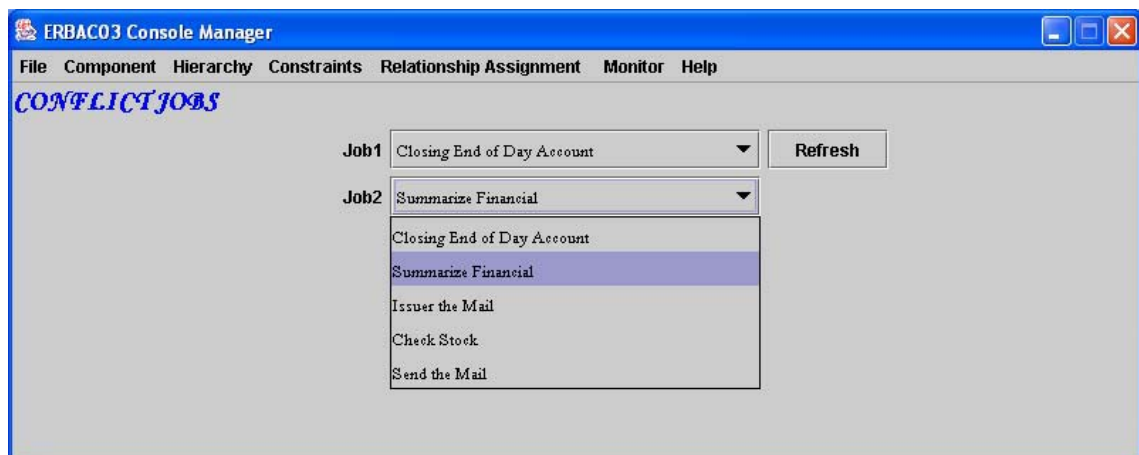 ERBAC03 Console Manager
File Component Hierarchy Constraints Relationship Assignment Monitor Help
CONFLICT JOBS
Job1 Closing End of Day Account Refresh
Job2 Summarize Financial
Closing End of Day Account
Summarize Financial
Issuer the Mail
Check Stock
Send the Mail